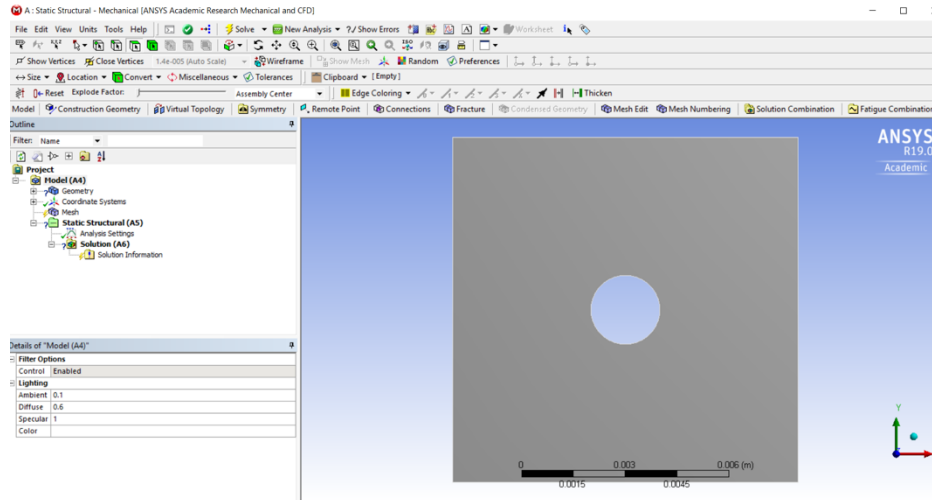 A : Static Structural - Mechanical [ANSYS Academic Research Mechanical and CFD]
File Edit View Units Tools Help Solve New Analysis ?/ Show Errors Worksheet
Show Vertices Close Vertices 1.4e-005 (Auto Scale) Wireframe Show Mesh Random Preferences
Size Location Convert Miscellaneous Tolerances Clipboard [Empty]
Reset Explode Factor: Assembly Center Edge Coloring Thicken
Model Construction Geometry Virtual Topology Symmetry Remote Point Connections Fracture Condensed Geometry Mesh Edit Mesh Numbering Solution Combination Fatigue Combination
Outline
Filter: Name
Project
Model (A4)
Geometry
Coordinate Systems
Mesh
Static Structural (A5)
Analysis Settings
Solution (A6)
Solution Information
Details of "Model (A4)"
Filter Options
Control Enabled
Lighting
Ambient 0.1
Diffuse 0.6
Specular 1
Color
ANSYS
R19.0
Academic
Y
0 0.003 0.006 (m)
0.0015 0.0045